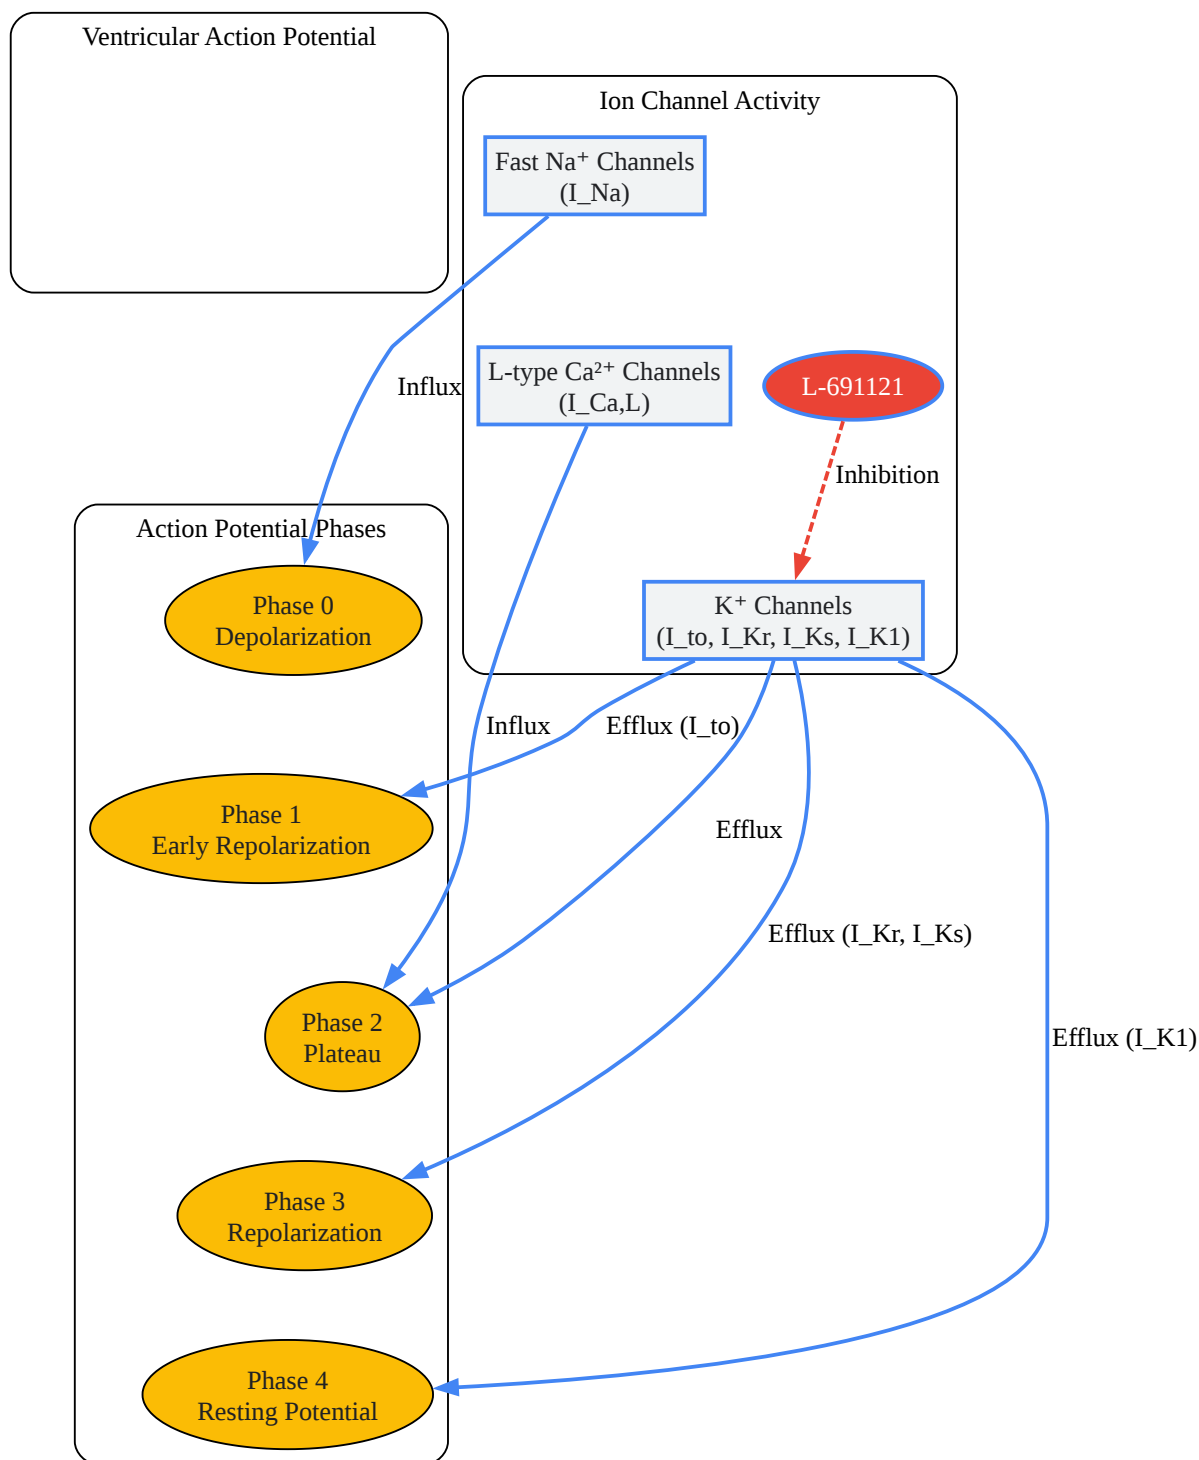 Ventricular Action Potential
Ion Channel Activity
Fast Na⁺ Channels
(I_Na)
L-type Ca²⁺ Channels
(I_Ca,L)
L-691121
Influx
Inhibition
Action Potential Phases
Phase 0
Depolarization
K⁺ Channels
(I_to, I_Kr, I_Ks, I_K1)
Influx
Efflux (I_to)
Phase 1
Early Repolarization
Efflux
Efflux (I_Kr, I_Ks)
Phase 2
Plateau
Efflux (I_K1)
Phase 3
Repolarization
Phase 4
Resting Potential